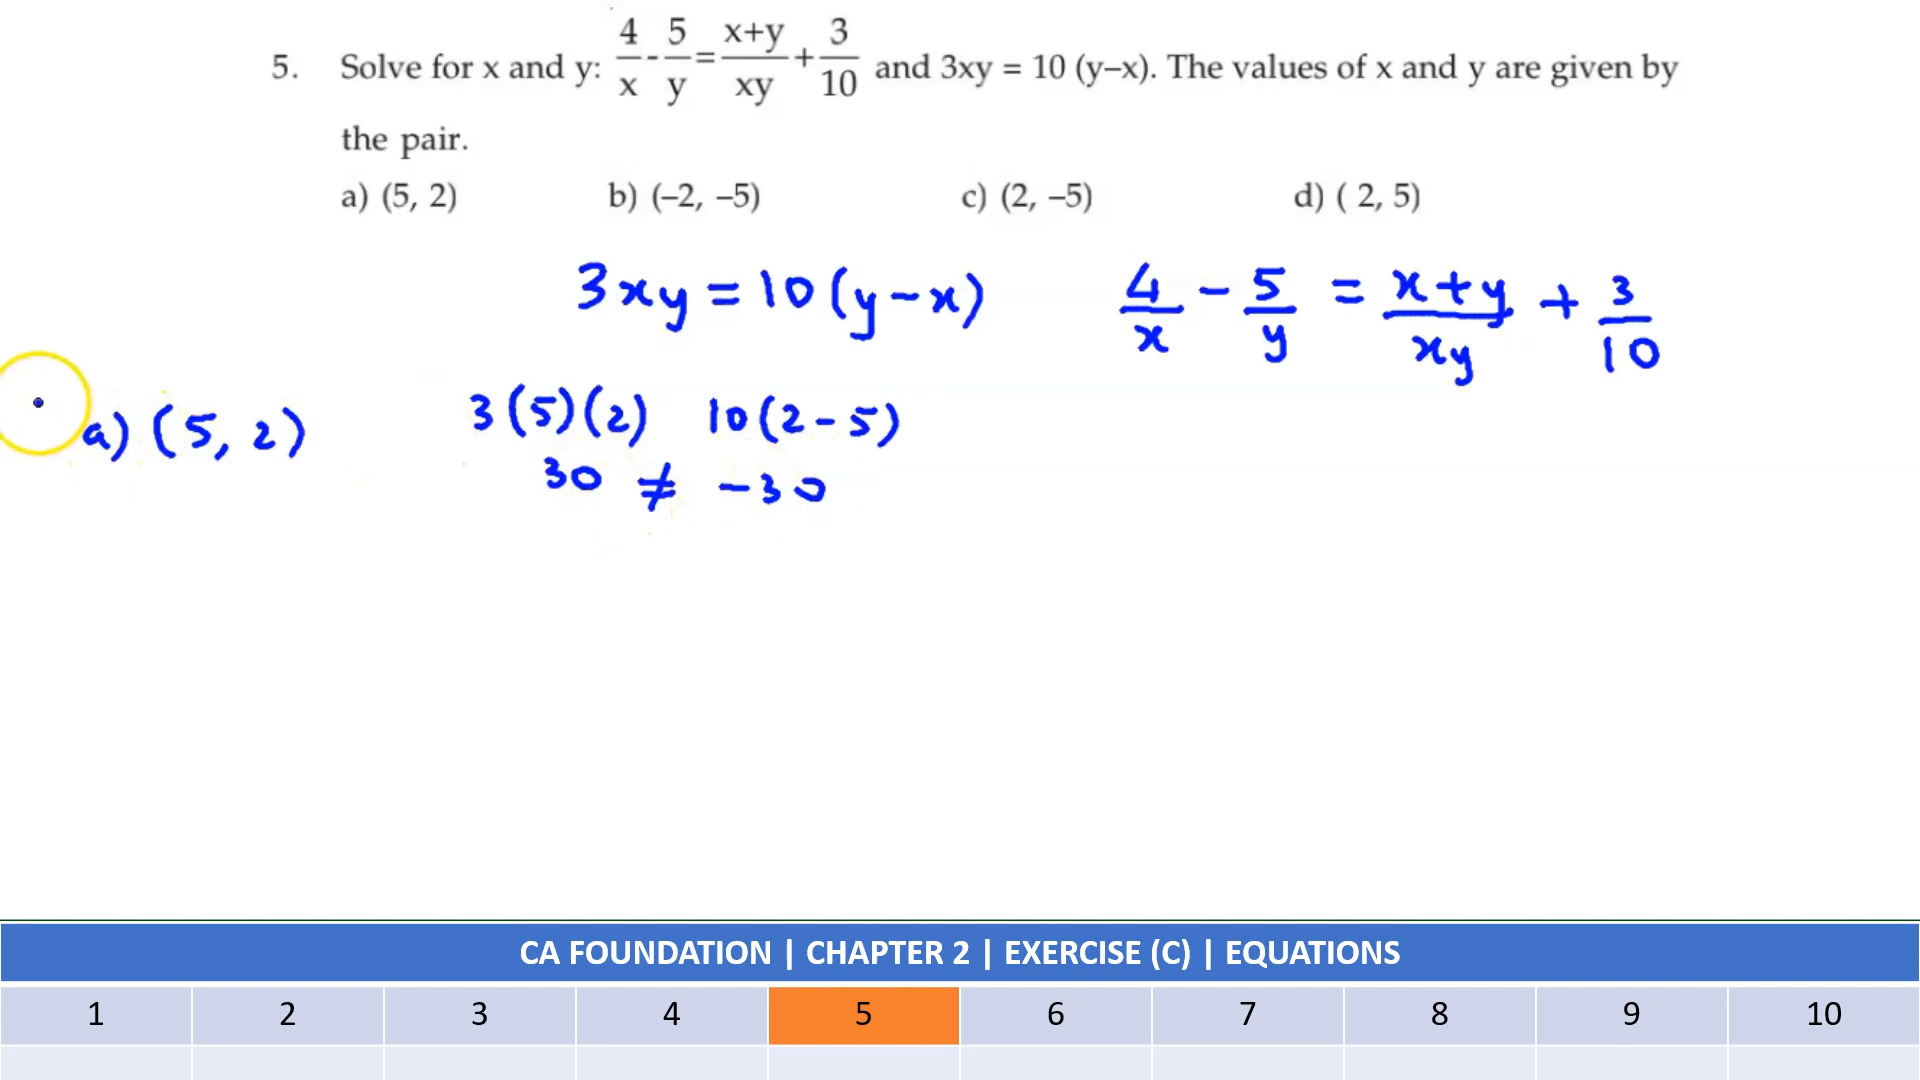 5. Solve for x and y: 4/x - 5/y = x+y/xy + 3/10 and 3xy = 10 (y–x). The values of x and y are given by
the pair.
a) (5, 2) b) (–2, –5) c) (2, –5) d) ( 2, 5)
3xy = 10(y-x) 4/x - 5/y = x+y/xy + 3/10
a) (5, 2) 3(5)(2) 10(2-5)
30 ≠ -30
CA FOUNDATION | CHAPTER 2 | EXERCISE (C) | EQUATIONS
1 2 3 4 5 6 7 8 9 10